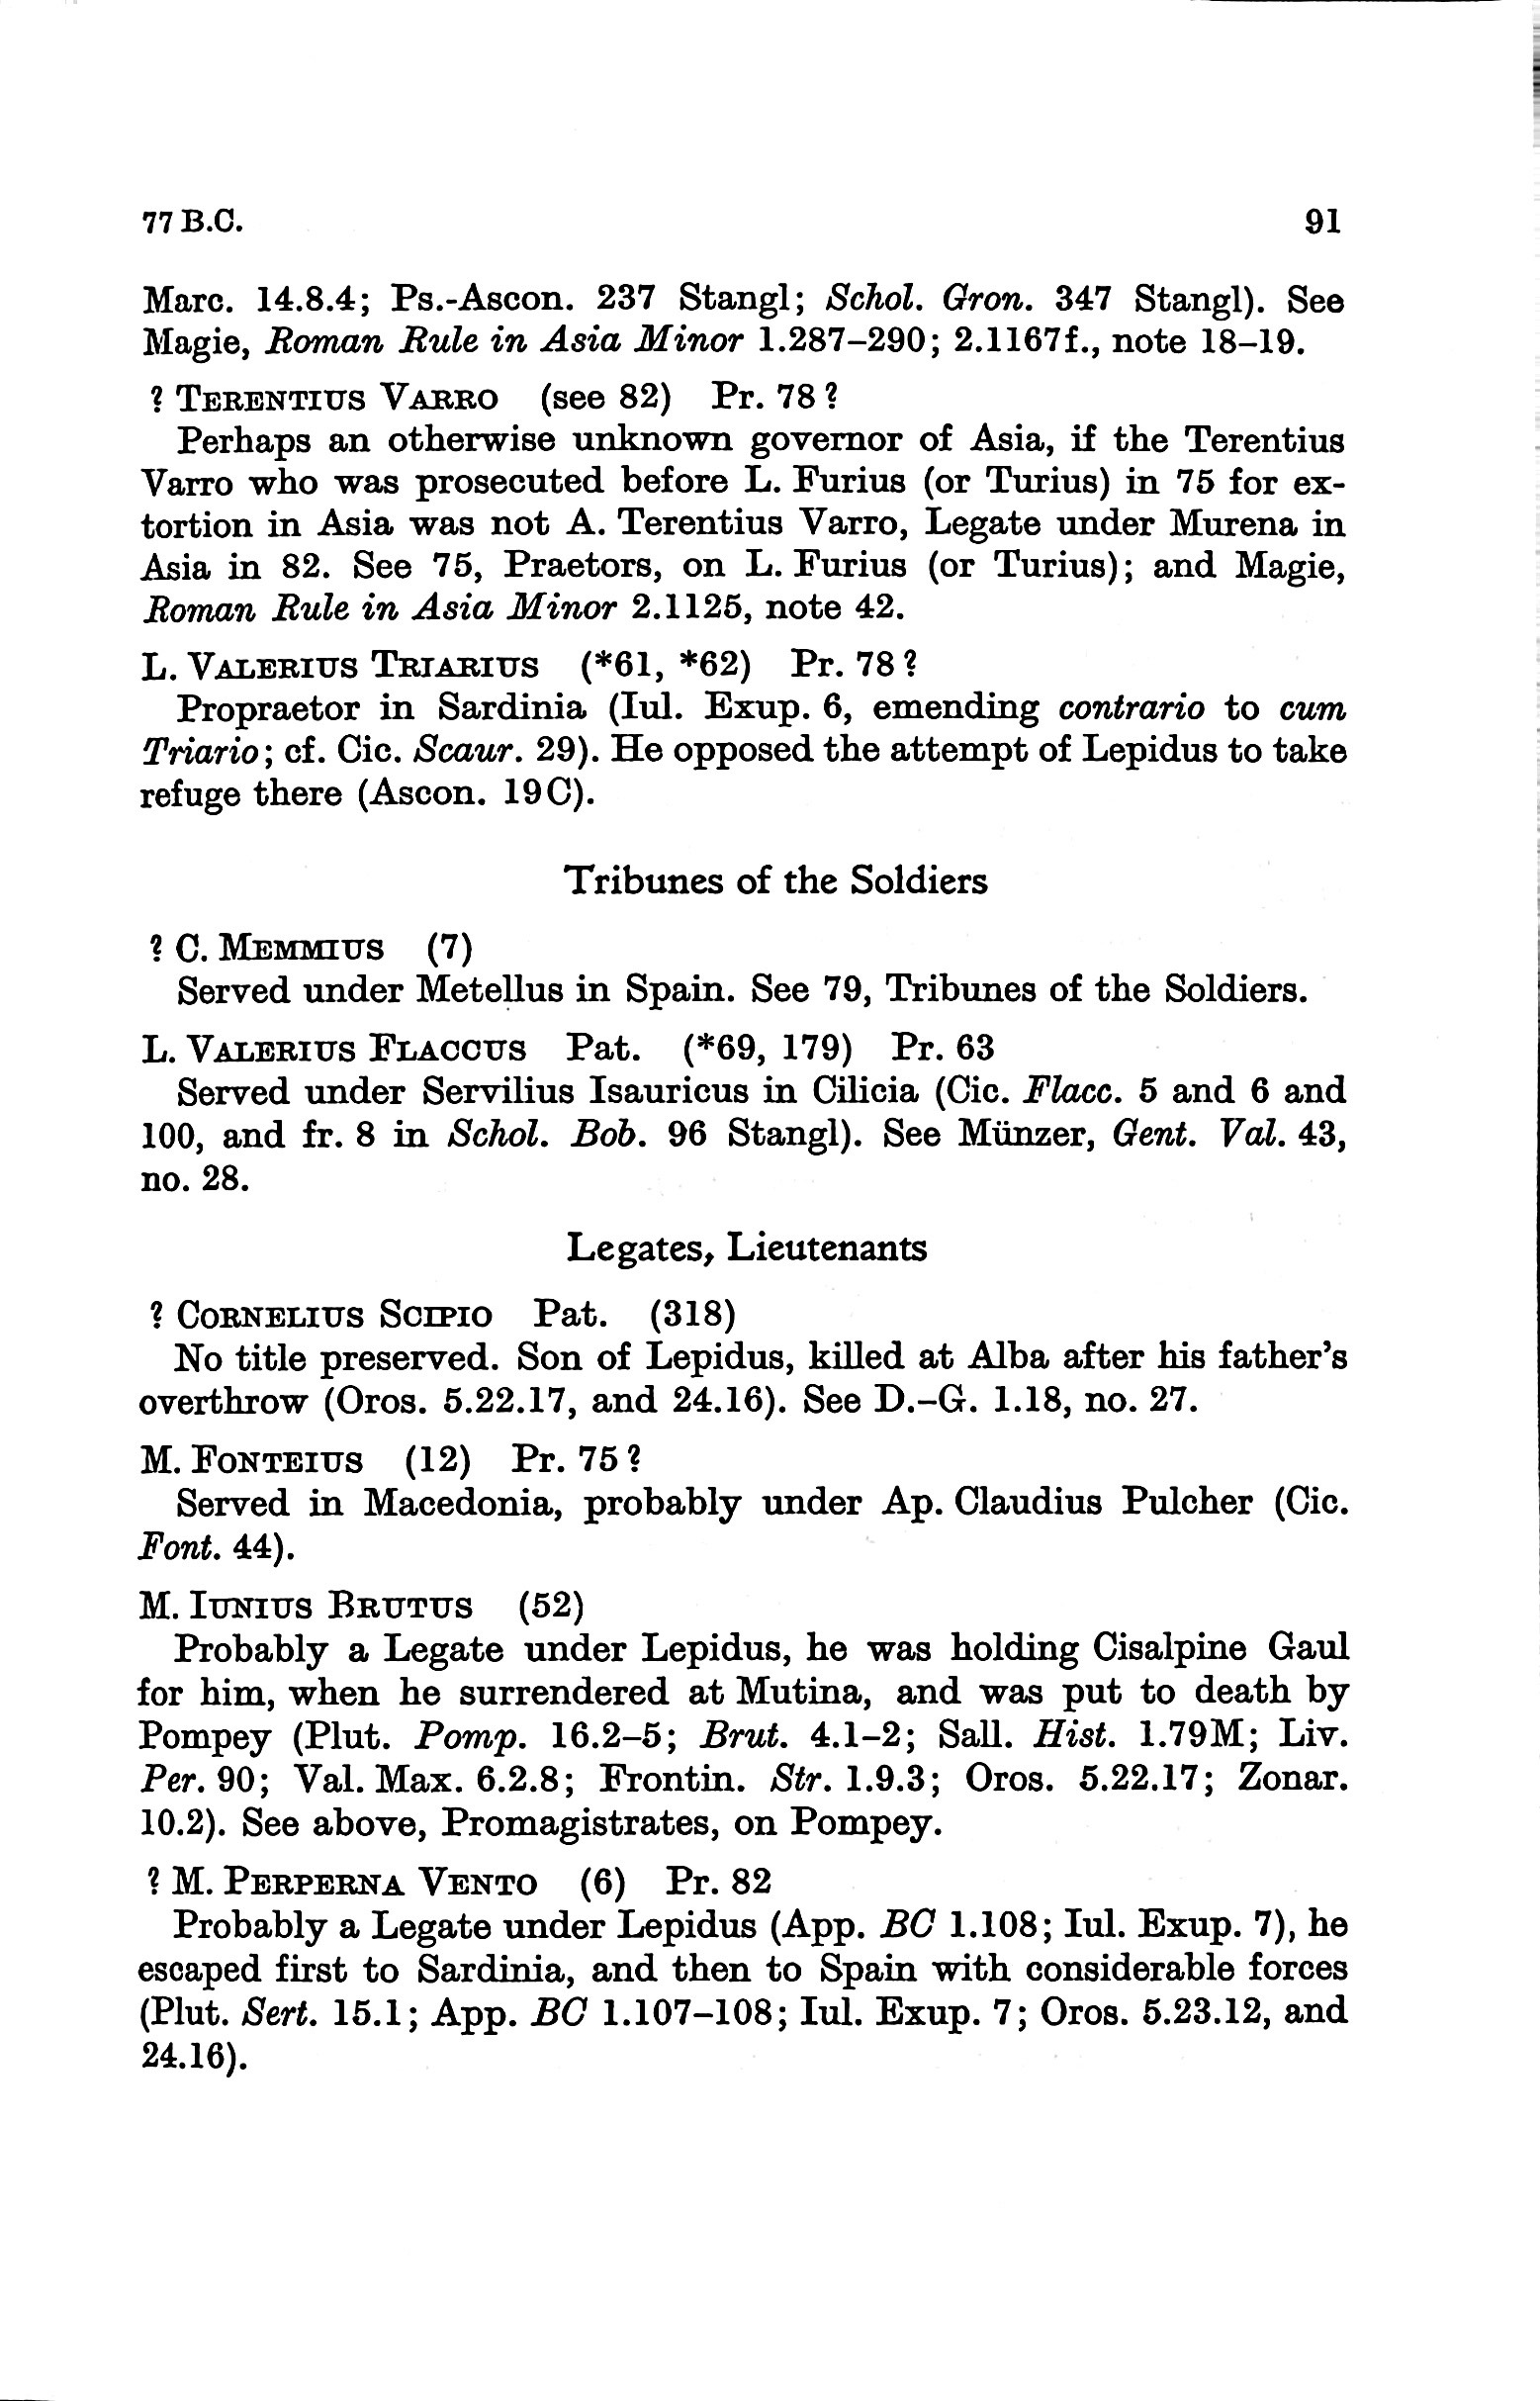 77 B.C. 91
Marc. 14.8.4; Ps.-Ascon. 237 Stangl; Schol. Gron. 347 Stangl). See
Magie, Roman Rule in Asia Minor 1.287–290; 2.1167f., note 18–19.
? TERENTIUS VARRO (see 82) Pr. 78?
Perhaps an otherwise unknown governor of Asia, if the Terentius
Varro who was prosecuted before L. Furius (or Turius) in 75 for ex-
tortion in Asia was not A. Terentius Varro, Legate under Murena in
Asia in 82. See 75, Praetors, on L. Furius (or Turius); and Magie,
Roman Rule in Asia Minor 2.1125, note 42.
L. VALERIUS TRIARIUS (*61, *62) Pr. 78?
Propraetor in Sardinia (Iul. Exup. 6, emending contrario to cum
Triario; cf. Cic. Scaur. 29). He opposed the attempt of Lepidus to take
refuge there (Ascon. 19C).
Tribunes of the Soldiers
? C. MEMMIUS (7)
Served under Metellus in Spain. See 79, Tribunes of the Soldiers.
L. VALERIUS FLACCUS Pat. (*69, 179) Pr. 63
Served under Servilius Isauricus in Cilicia (Cic. Flacc. 5 and 6 and
100, and fr. 8 in Schol. Bob. 96 Stangl). See Münzer, Gent. Val. 43,
no. 28.
Legates, Lieutenants
? CORNELIUS SCIPIO Pat. (318)
No title preserved. Son of Lepidus, killed at Alba after his father's
overthrow (Oros. 5.22.17, and 24.16). See D.–G. 1.18, no. 27.
M. FONTEIUS (12) Pr. 75?
Served in Macedonia, probably under Ap. Claudius Pulcher (Cic.
Font. 44).
M. IUNIUS BRUTUS (52)
Probably a Legate under Lepidus, he was holding Cisalpine Gaul
for him, when he surrendered at Mutina, and was put to death by
Pompey (Plut. Pomp. 16.2–5; Brut. 4.1–2; Sall. Hist. 1.79M; Liv.
Per. 90; Val. Max. 6.2.8; Frontin. Str. 1.9.3; Oros. 5.22.17; Zonar.
10.2). See above, Promagistrates, on Pompey.
? M. PERPERNA VENTO (6) Pr. 82
Probably a Legate under Lepidus (App. BC 1.108; Iul. Exup. 7), he
escaped first to Sardinia, and then to Spain with considerable forces
(Plut. Sert. 15.1; App. BC 1.107–108; Iul. Exup. 7; Oros. 5.23.12, and
24.16).